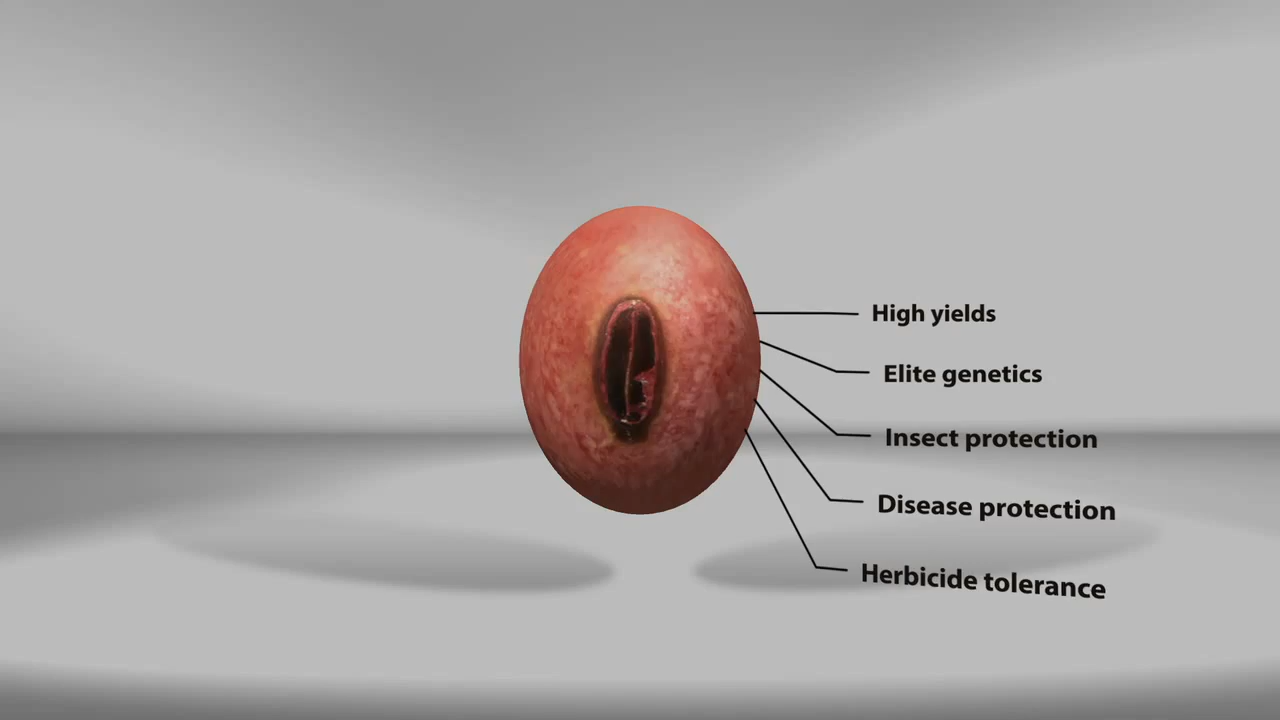 High yields
Elite genetics
Insect protection
Disease protection
Herbicide tolerance